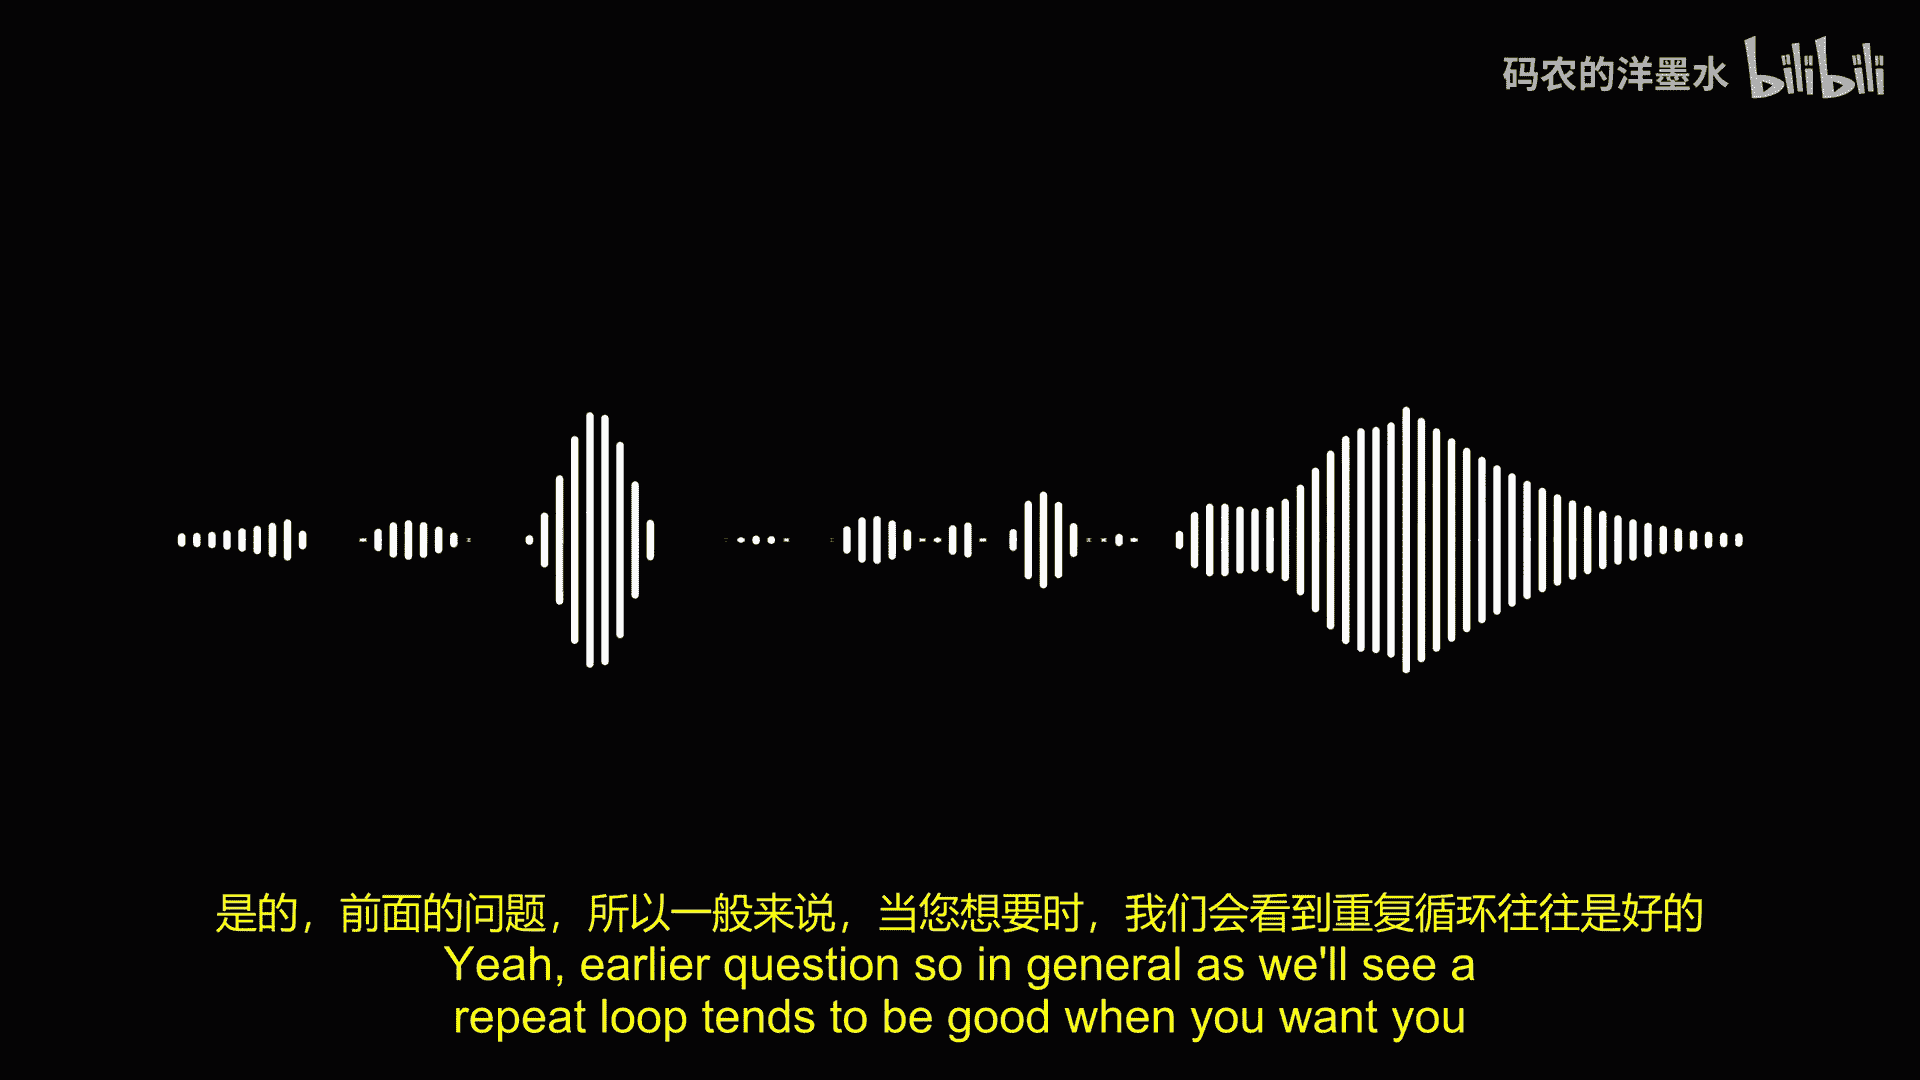 码农的洋墨水 bilibili
是的，前面的问题，所以一般来说，当您想要时，我们会看到重复循环往往是好的
Yeah, earlier question so in general as we'll see a
repeat loop tends to be good when you want you